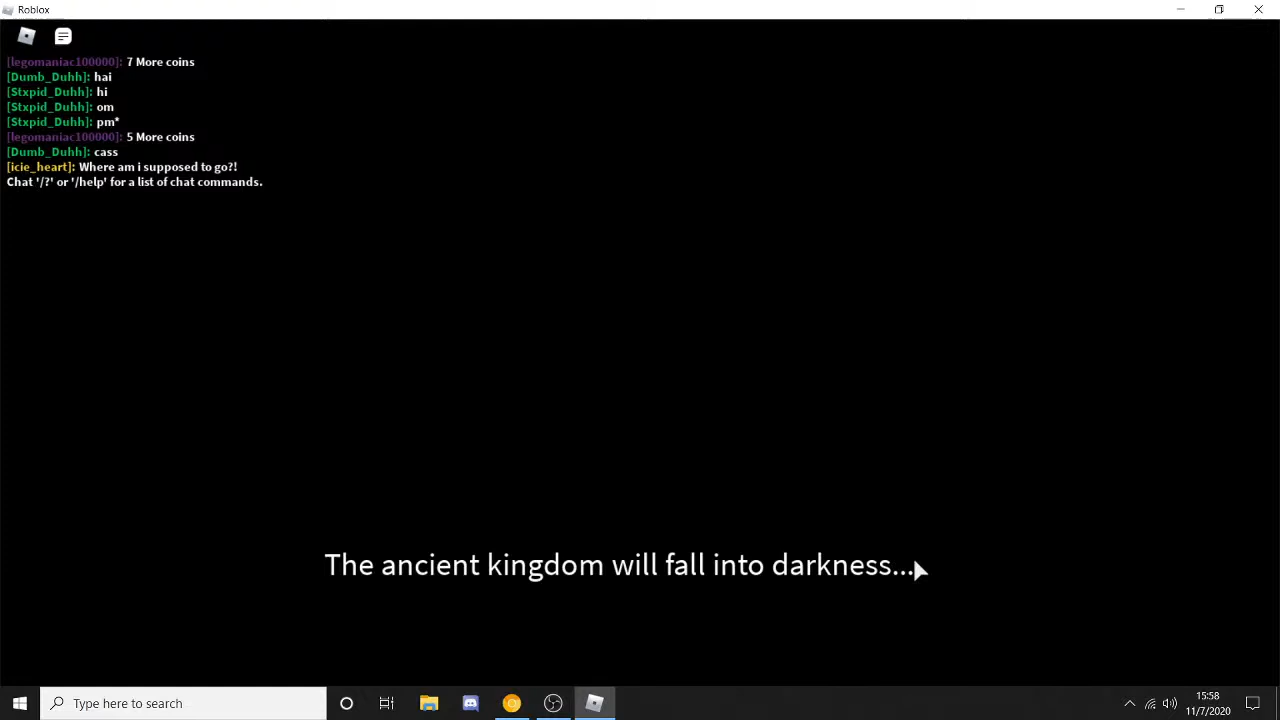 Roblox
[legomaniac100000]: 7 More coins
[Dumb_Duhh]: hai
[Stxpid_Duhh]: hi
[Stxpid_Duhh]: om
[Stxpid_Duhh]: pm*
[legomaniac100000]: 5 More coins
[Dumb_Duhh]: cass
[icie_heart]: Where am i supposed to go?!
Chat '/?' or '/help' for a list of chat commands.
The ancient kingdom will fall into darkness...
Type here to search
15:58
11/7/2020